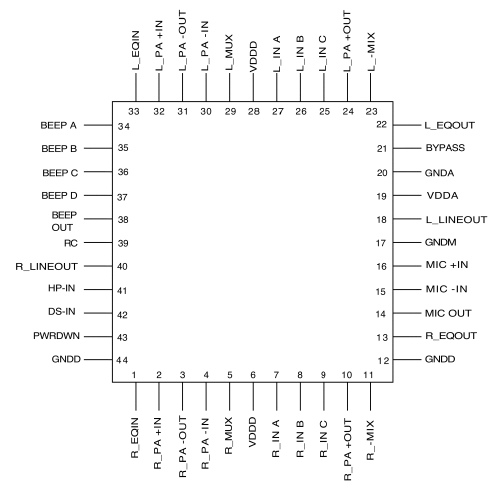 L_EQIN
L_PA +IN
L_PA -OUT
L_PA -IN
L_MUX
VDDD
L_IN A
L_IN B
L_IN C
L_PA +OUT
L_-MIX
33 32 31 30 29 28 27 26 25 24 23
BEEP A 34
BEEP B 35
BEEP C 36
BEEP D 37
BEEP
OUT 38
RC 39
R_LINEOUT 40
HP-IN 41
DS-IN 42
PWRDWN 43
GNDD 44
22 L_EQOUT
21 BYPASS
20 GNDA
19 VDDA
18 L_LINEOUT
17 GNDM
16 MIC +IN
15 MIC -IN
14 MIC OUT
13 R_EQOUT
12 GNDD
1 2 3 4 5 6 7 8 9 10 11
R_EQIN
R_PA +IN
R_PA -OUT
R_PA -IN
R_MUX
VDDD
R_IN A
R_IN B
R_IN C
R_PA +OUT
R_-MIX